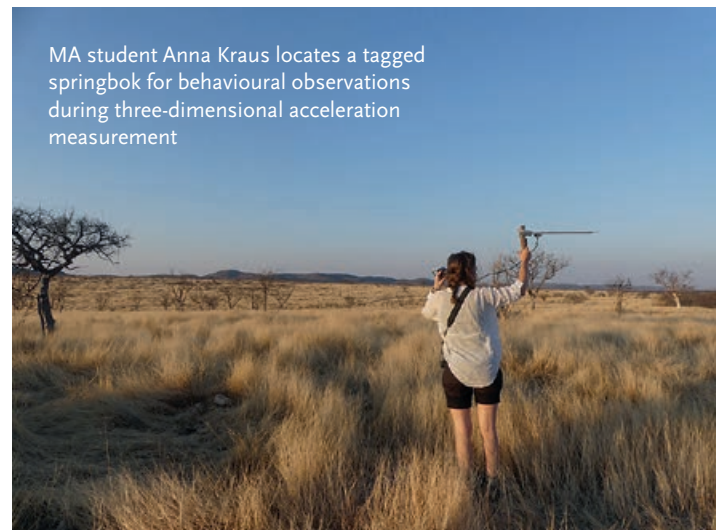 MA student Anna Kraus locates a tagged
springbok for behavioural observations
during three-dimensional acceleration
measurement